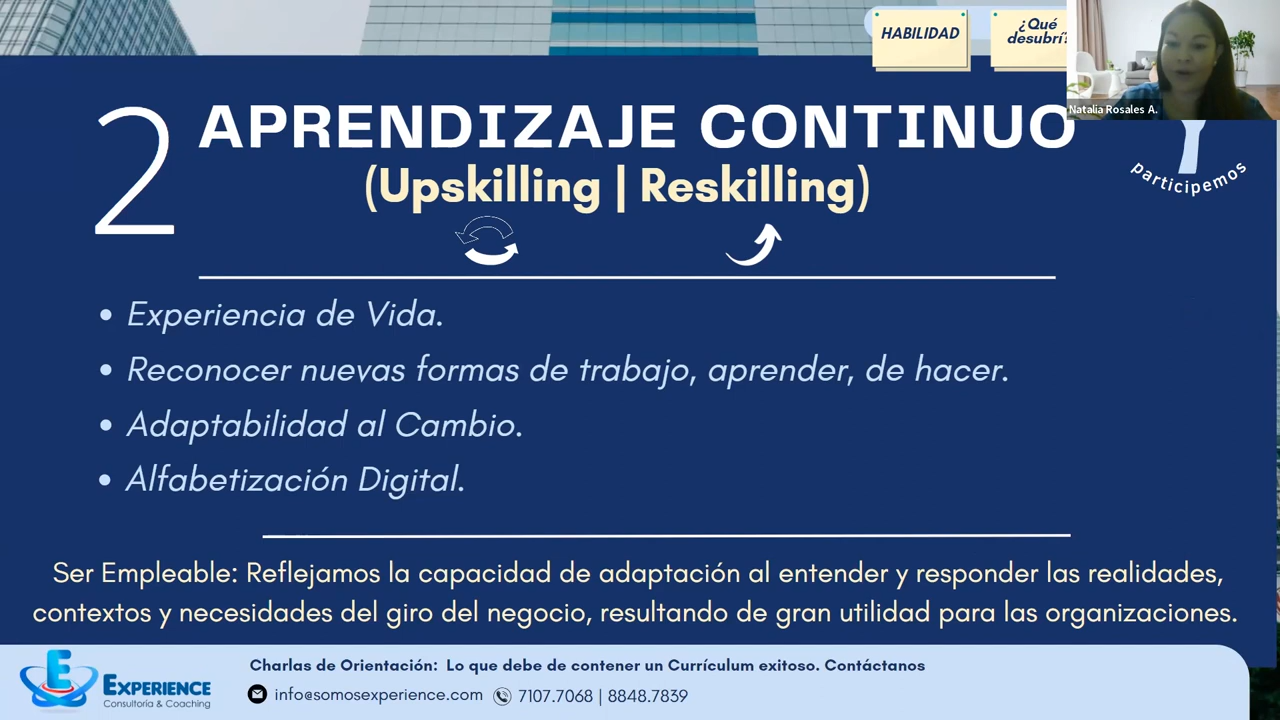 HABILIDAD
¿Qué
desubrí?
Natalia Rosales A.
participemos
2
APRENDIZAJE CONTINUO
(Upskilling | Reskilling)
• Experiencia de Vida.
• Reconocer nuevas formas de trabajo, aprender, de hacer.
• Adaptabilidad al Cambio.
• Alfabetización Digital.
Ser Empleable: Reflejamos la capacidad de adaptación al entender y responder las realidades,
contextos y necesidades del giro del negocio, resultando de gran utilidad para las organizaciones.
E
EXPERIENCE
Consultoría & Coaching
Charlas de Orientación: Lo que debe de contener un Currículum exitoso. Contáctanos
info@somosexperience.com 7107.7068 | 8848.7839